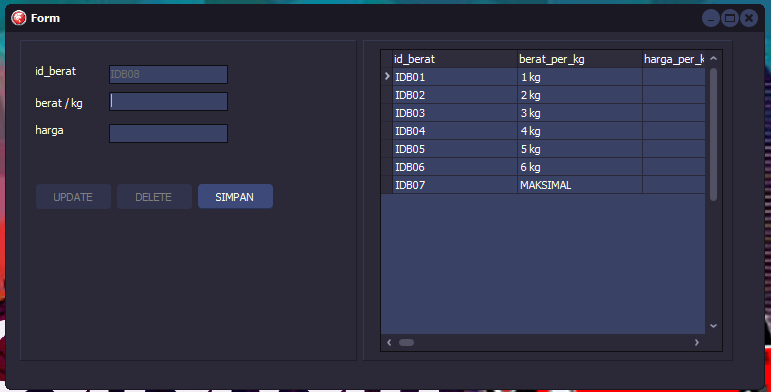 Form
id_berat IDB08
berat / kg
harga
UPDATE DELETE SIMPAN
id_berat berat_per_kg harga_per_k
IDB01 1 kg
IDB02 2 kg
IDB03 3 kg
IDB04 4 kg
IDB05 5 kg
IDB06 6 kg
IDB07 MAKSIMAL